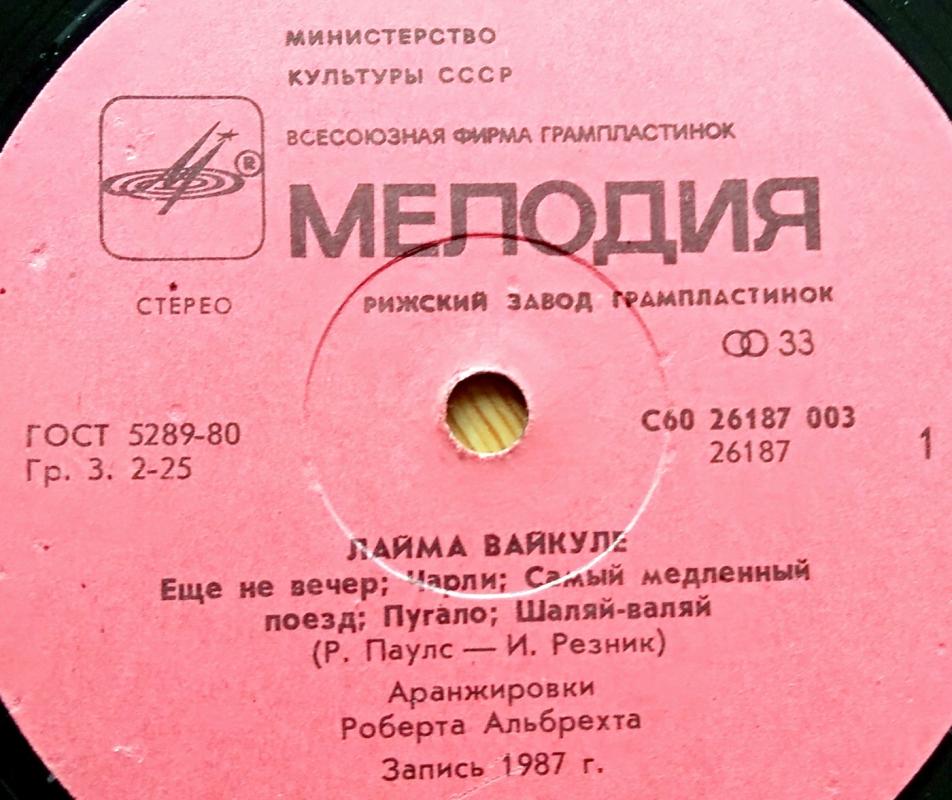 МИНИСТЕРСТВО
КУЛЬТУРЫ СССР
ВСЕСОЮЗНАЯ ФИРМА ГРАМПЛАСТИНОК
®
МЕЛОДИЯ
СТЕРЕО
РИЖСКИЙ ЗАВОД ГРАМПЛАСТИНОК
33
ГОСТ 5289-80
Гр. 3. 2-25
С60 26187 003
26187
1
ЛАЙМА ВАЙКУЛЕ
Еще не вечер; Чарли; Самый медленный
поезд; Пугало; Шаляй-валяй
(Р. Паулс — И. Резник)
Аранжировки
Роберта Альбрехта
Запись 1987 г.